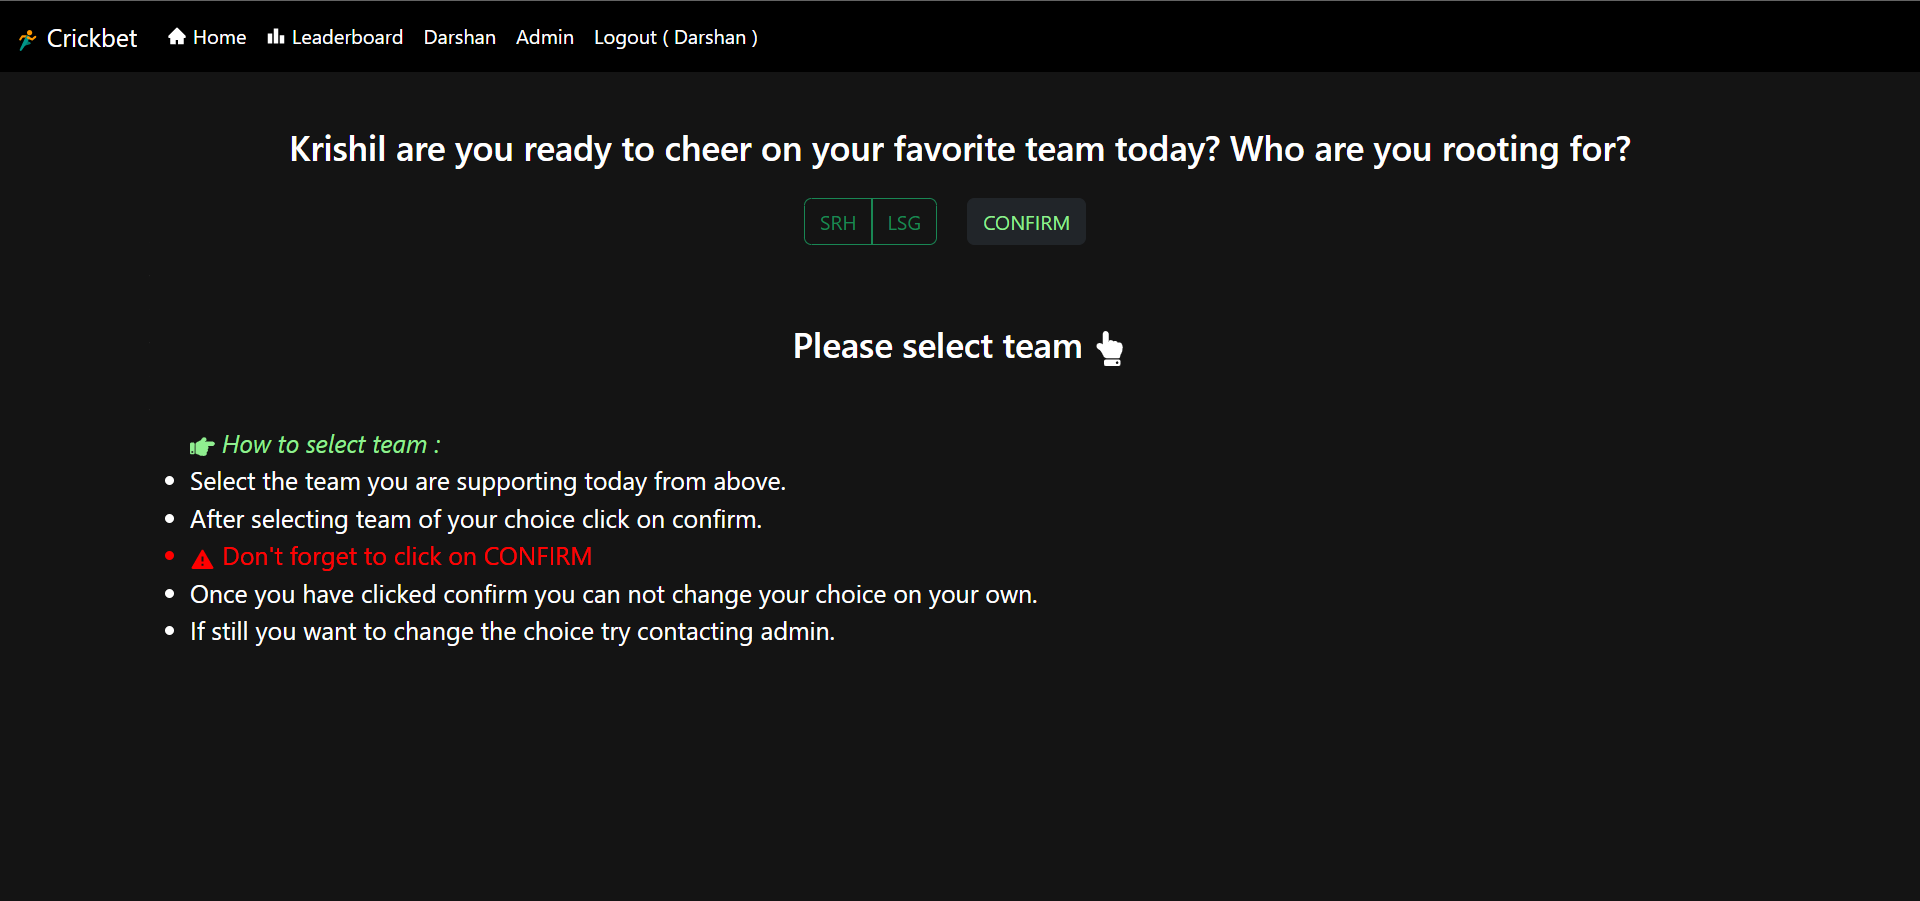 Crickbet Home Leaderboard Darshan Admin Logout ( Darshan )
Krishil are you ready to cheer on your favorite team today? Who are you rooting for?
SRH LSG CONFIRM
Please select team
How to select team :
Select the team you are supporting today from above.
After selecting team of your choice click on confirm.
Don't forget to click on CONFIRM
Once you have clicked confirm you can not change your choice on your own.
If still you want to change the choice try contacting admin.